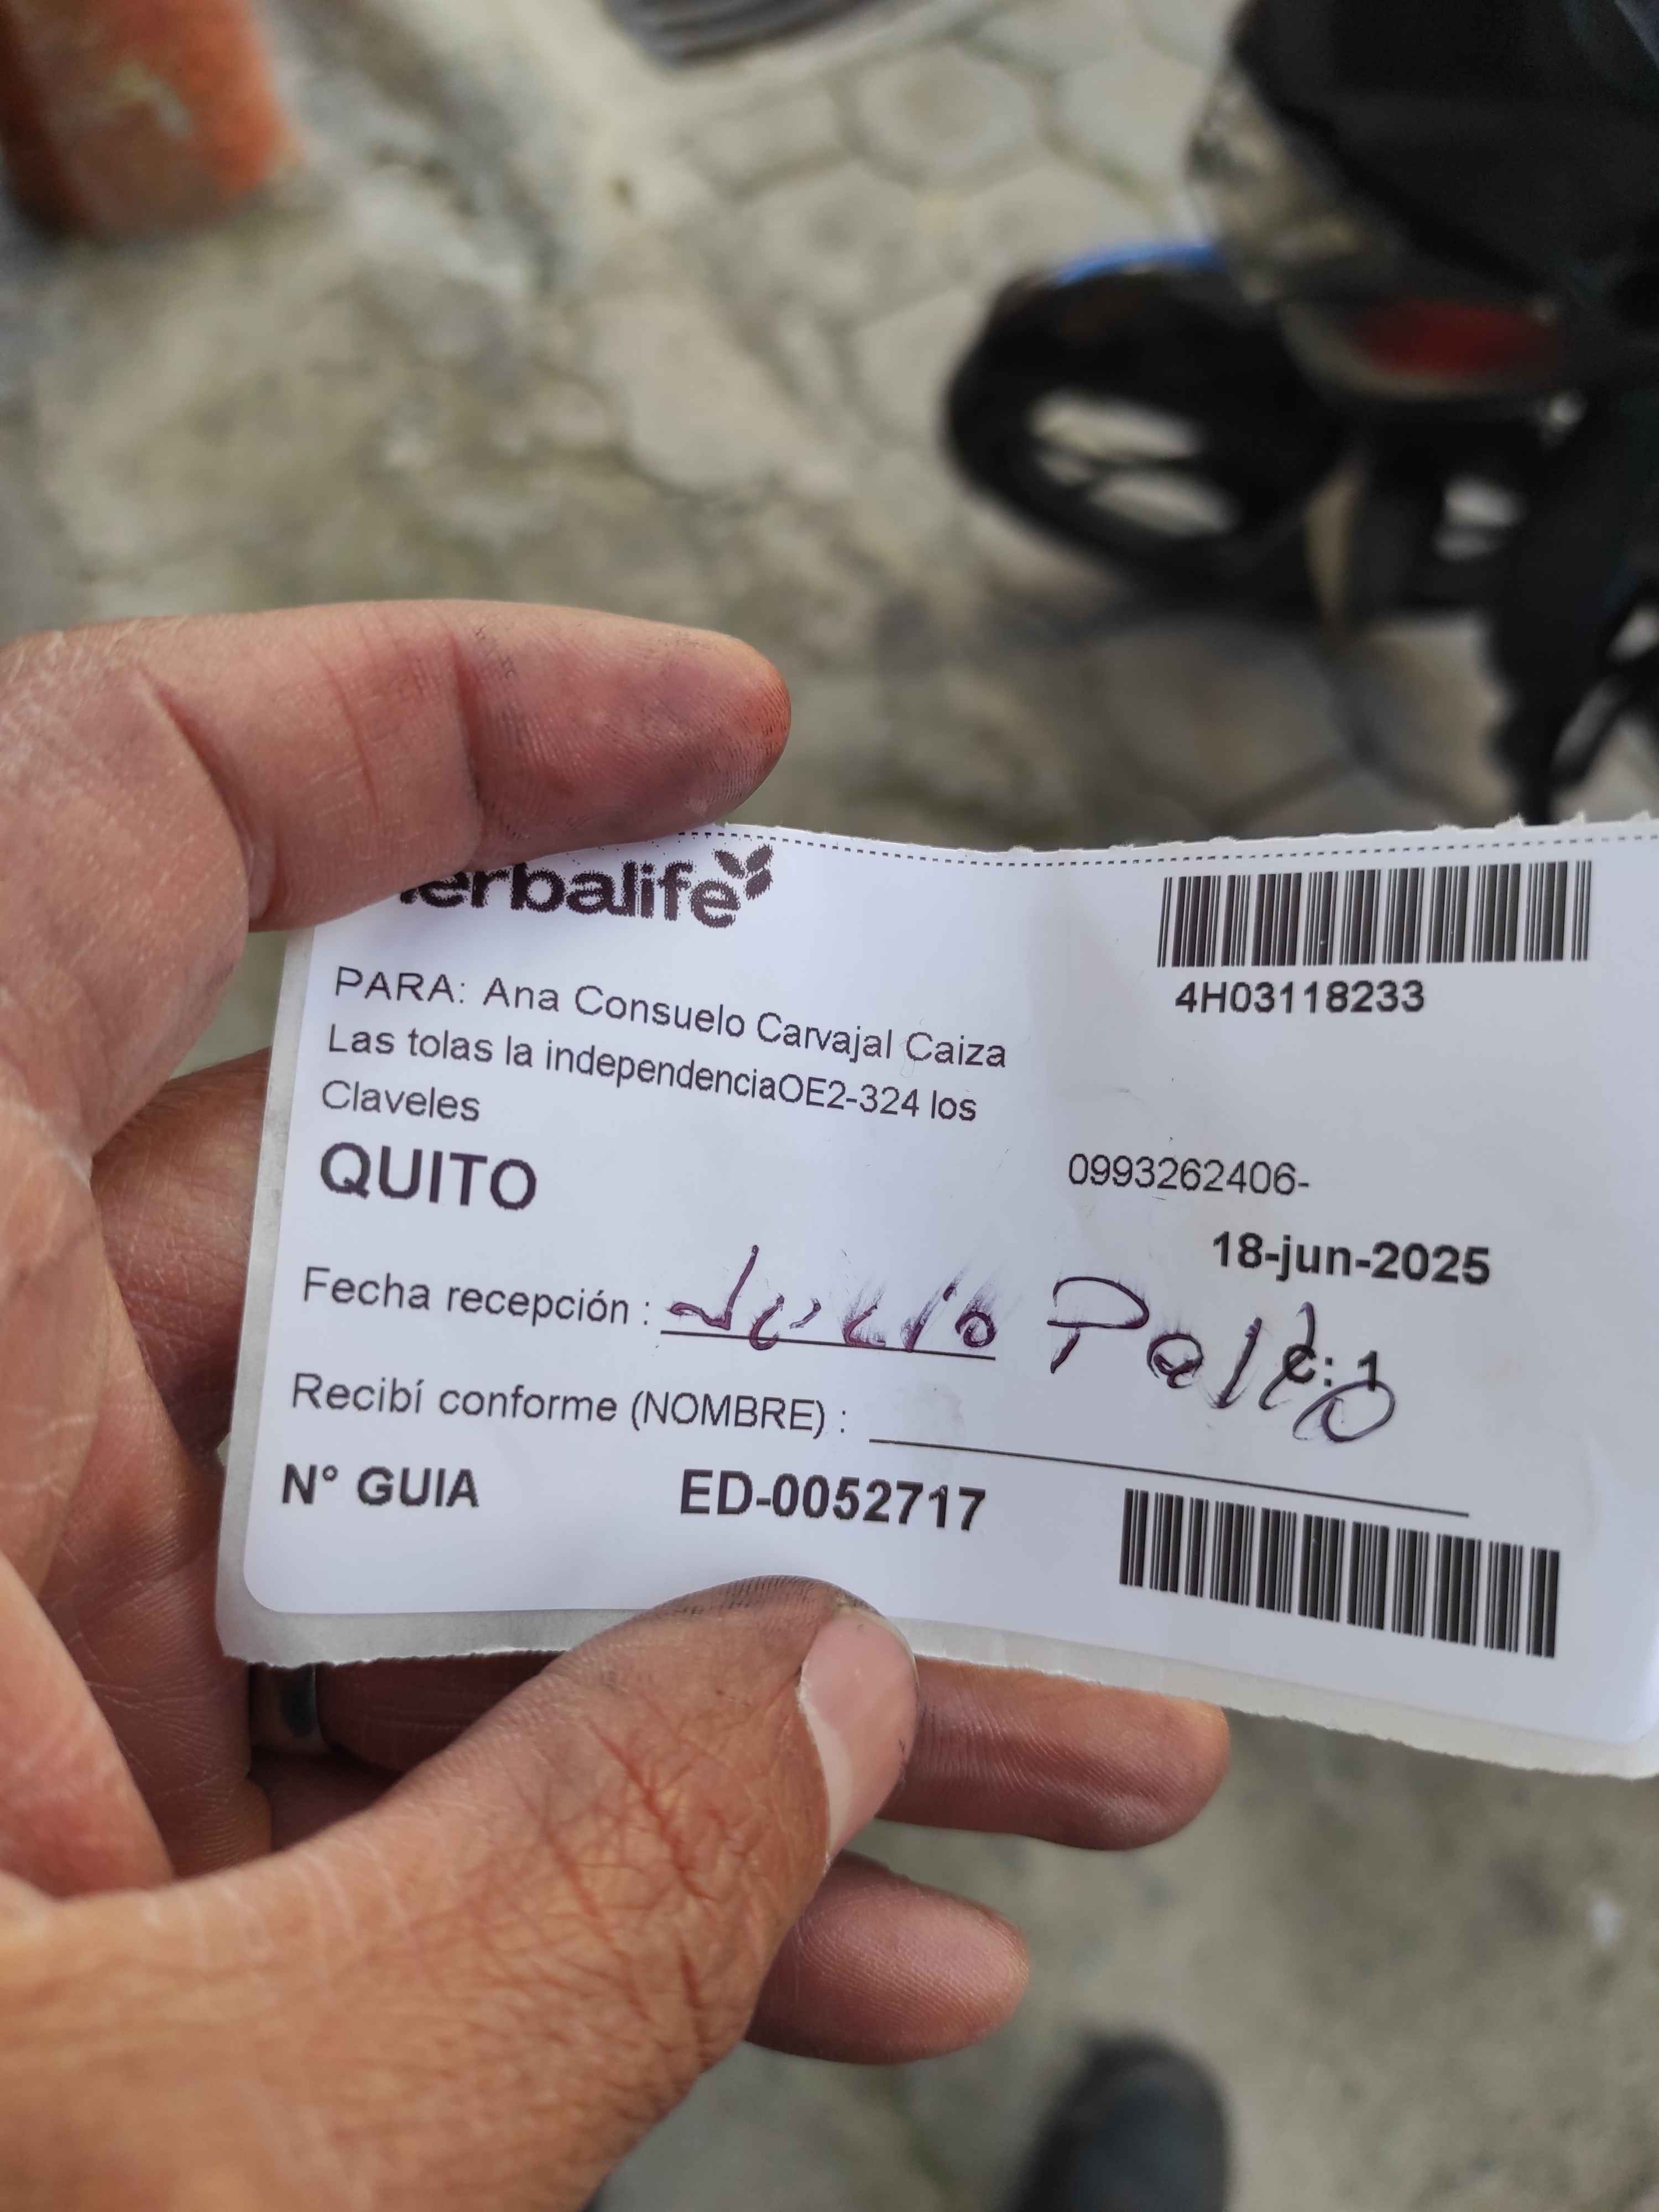 erbalife
4H03118233
PARA: Ana Consuelo Carvajal Caiza
Las tolas la independenciaOE2-324 los
Claveles
QUITO
0993262406-
18-jun-2025
Fecha recepción :
C: 1
Recibí conforme (NOMBRE) :
N° GUIA ED-0052717